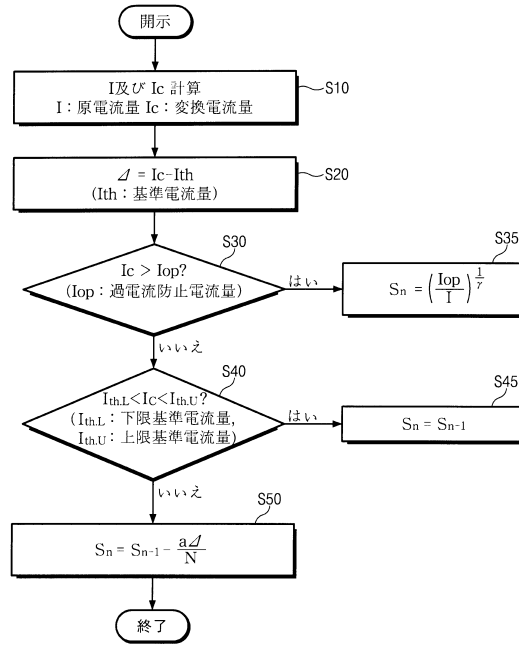 開示
I及び Ic 計算
I：原電流量 Ic：変換電流量
S10
Δ = Ic-Ith
(Ith：基準電流量)
S20
S30
Ic > Iop?
(Iop：過電流防止電流量)
はい
S35
Sn = (Iop/I)^(1/γ)
いいえ
S40
Ith.L<IC<Ith.U?
(Ith.L：下限基準電流量,
Ith.U：上限基準電流量)
はい
S45
Sn = Sn-1
いいえ
S50
Sn = Sn-1 - aΔ/N
終了